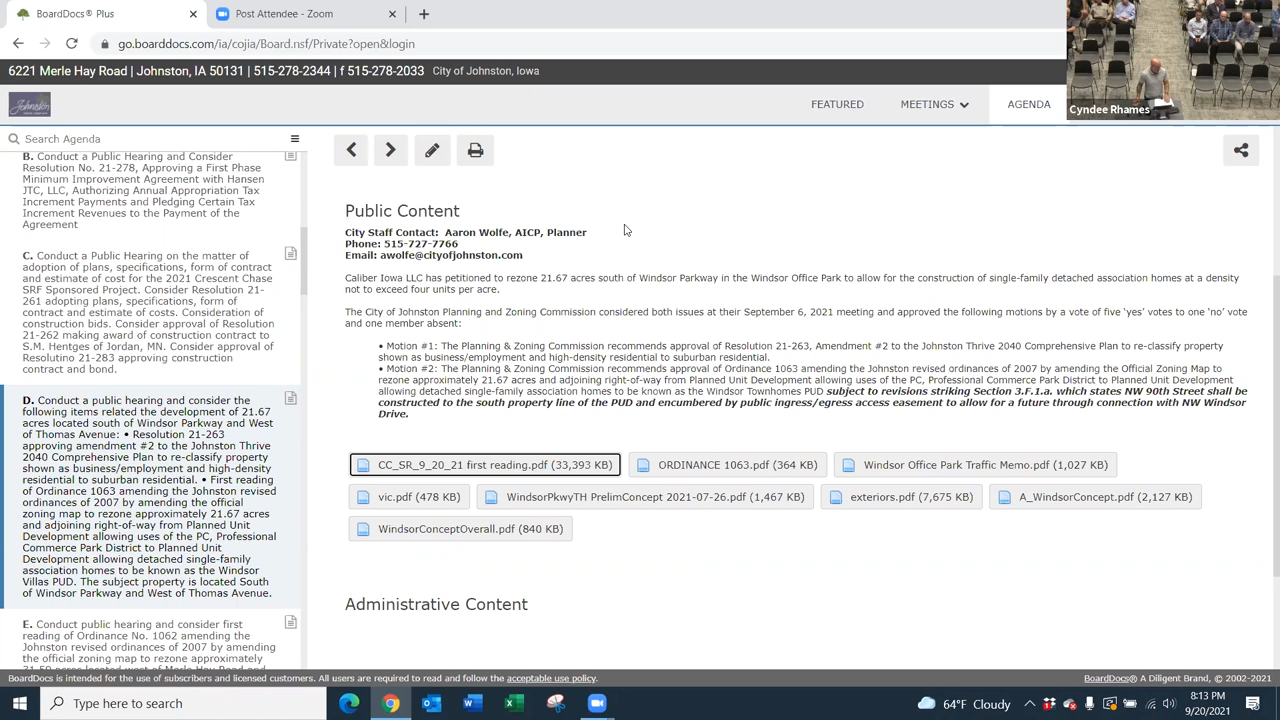 BoardDocs® Plus
Post Attendee - Zoom
go.boarddocs.com/ia/cojia/Board.nsf/Private?open&login
6221 Merle Hay Road | Johnston, IA 50131 | 515-278-2344 | f 515-278-2033 City of Johnston, Iowa
Johnston
FEATURED
MEETINGS
AGENDA
Cyndee Rhames
Search Agenda
B. Conduct a Public Hearing and Consider
Resolution No. 21-278, Approving a First Phase
Minimum Improvement Agreement with Hansen
JTC, LLC, Authorizing Annual Appropriation Tax
Increment Payments and Pledging Certain Tax
Increment Revenues to the Payment of the
Agreement
C. Conduct a Public Hearing on the matter of
adoption of plans, specifications, form of contract
and estimate of cost for the 2021 Crescent Chase
SRF Sponsored Project. Consider Resolution 21-
261 adopting plans, specifications, form of
contract and estimate of costs. Consideration of
construction bids. Consider approval of Resolution
21-262 making award of construction contract to
S.M. Hentges of Jordan, MN. Consider approval of
Resolution 21-283 approving construction
contract and bond.
D. Conduct a public hearing and consider the
following items related the development of 21.67
acres located south of Windsor Parkway and West
of Thomas Avenue: • Resolution 21-263
approving amendment #2 to the Johnston Thrive
2040 Comprehensive Plan to re-classify property
shown as business/employment and high-density
residential to suburban residential. • First reading
of Ordinance 1063 amending the Johnston revised
ordinances of 2007 by amending the official
zoning map to rezone approximately 21.67 acres
and adjoining right-of-way from Planned Unit
Development allowing uses of the PC, Professional
Commerce Park District to Planned Unit
Development allowing detached single-family
association homes to be known as the Windsor
Villas PUD. The subject property is located South
of Windsor Parkway and West of Thomas Avenue.
E. Conduct public hearing and consider first
reading of Ordinance No. 1062 amending the
Johnston revised ordinances of 2007 by amending
the official zoning map to rezone approximately
Public Content
City Staff Contact: Aaron Wolfe, AICP, Planner
Phone: 515-727-7766
Email: awolfe@cityofjohnston.com
Caliber Iowa LLC has petitioned to rezone 21.67 acres south of Windsor Parkway in the Windsor Office Park to allow for the construction of single-family detached association homes at a density
not to exceed four units per acre.
The City of Johnston Planning and Zoning Commission considered both issues at their September 6, 2021 meeting and approved the following motions by a vote of five 'yes' votes to one 'no' vote
and one member absent:
• Motion #1: The Planning & Zoning Commission recommends approval of Resolution 21-263, Amendment #2 to the Johnston Thrive 2040 Comprehensive Plan to re-classify property
shown as business/employment and high-density residential to suburban residential.
• Motion #2: The Planning & Zoning Commission recommends approval of Ordinance 1063 amending the Johnston revised ordinances of 2007 by amending the Official Zoning Map to
rezone approximately 21.67 acres and adjoining right-of-way from Planned Unit Development allowing uses of the PC, Professional Commerce Park District to Planned Unit Development
allowing detached single-family association homes to be known as the Windsor Townhomes PUD subject to revisions striking Section 3.F.1.a. which states NW 90th Street shall be
constructed to the south property line of the PUD and encumbered by public ingress/egress access easement to allow for a future through connection with NW Windsor
Drive.
CC_SR_9_20_21 first reading.pdf (33,393 KB)
ORDINANCE 1063.pdf (364 KB)
Windsor Office Park Traffic Memo.pdf (1,027 KB)
vic.pdf (478 KB)
WindsorPkwyTH PrelimConcept 2021-07-26.pdf (1,467 KB)
exteriors.pdf (7,675 KB)
A_WindsorConcept.pdf (2,127 KB)
WindsorConceptOverall.pdf (840 KB)
Administrative Content
BoardDocs is intended for the use of subscribers and licensed customers. All users are required to read and follow the acceptable use policy.
BoardDocs® A Diligent Brand, © 2002-2021
Type here to search
64°F Cloudy
8:13 PM
9/20/2021